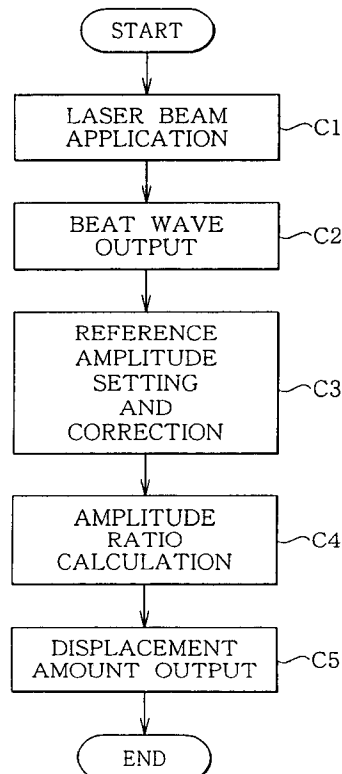 START
LASER BEAM
APPLICATION
C1
BEAT WAVE
OUTPUT
C2
REFERENCE
AMPLITUDE
SETTING
AND
CORRECTION
C3
AMPLITUDE
RATIO
CALCULATION
C4
DISPLACEMENT
AMOUNT OUTPUT
C5
END